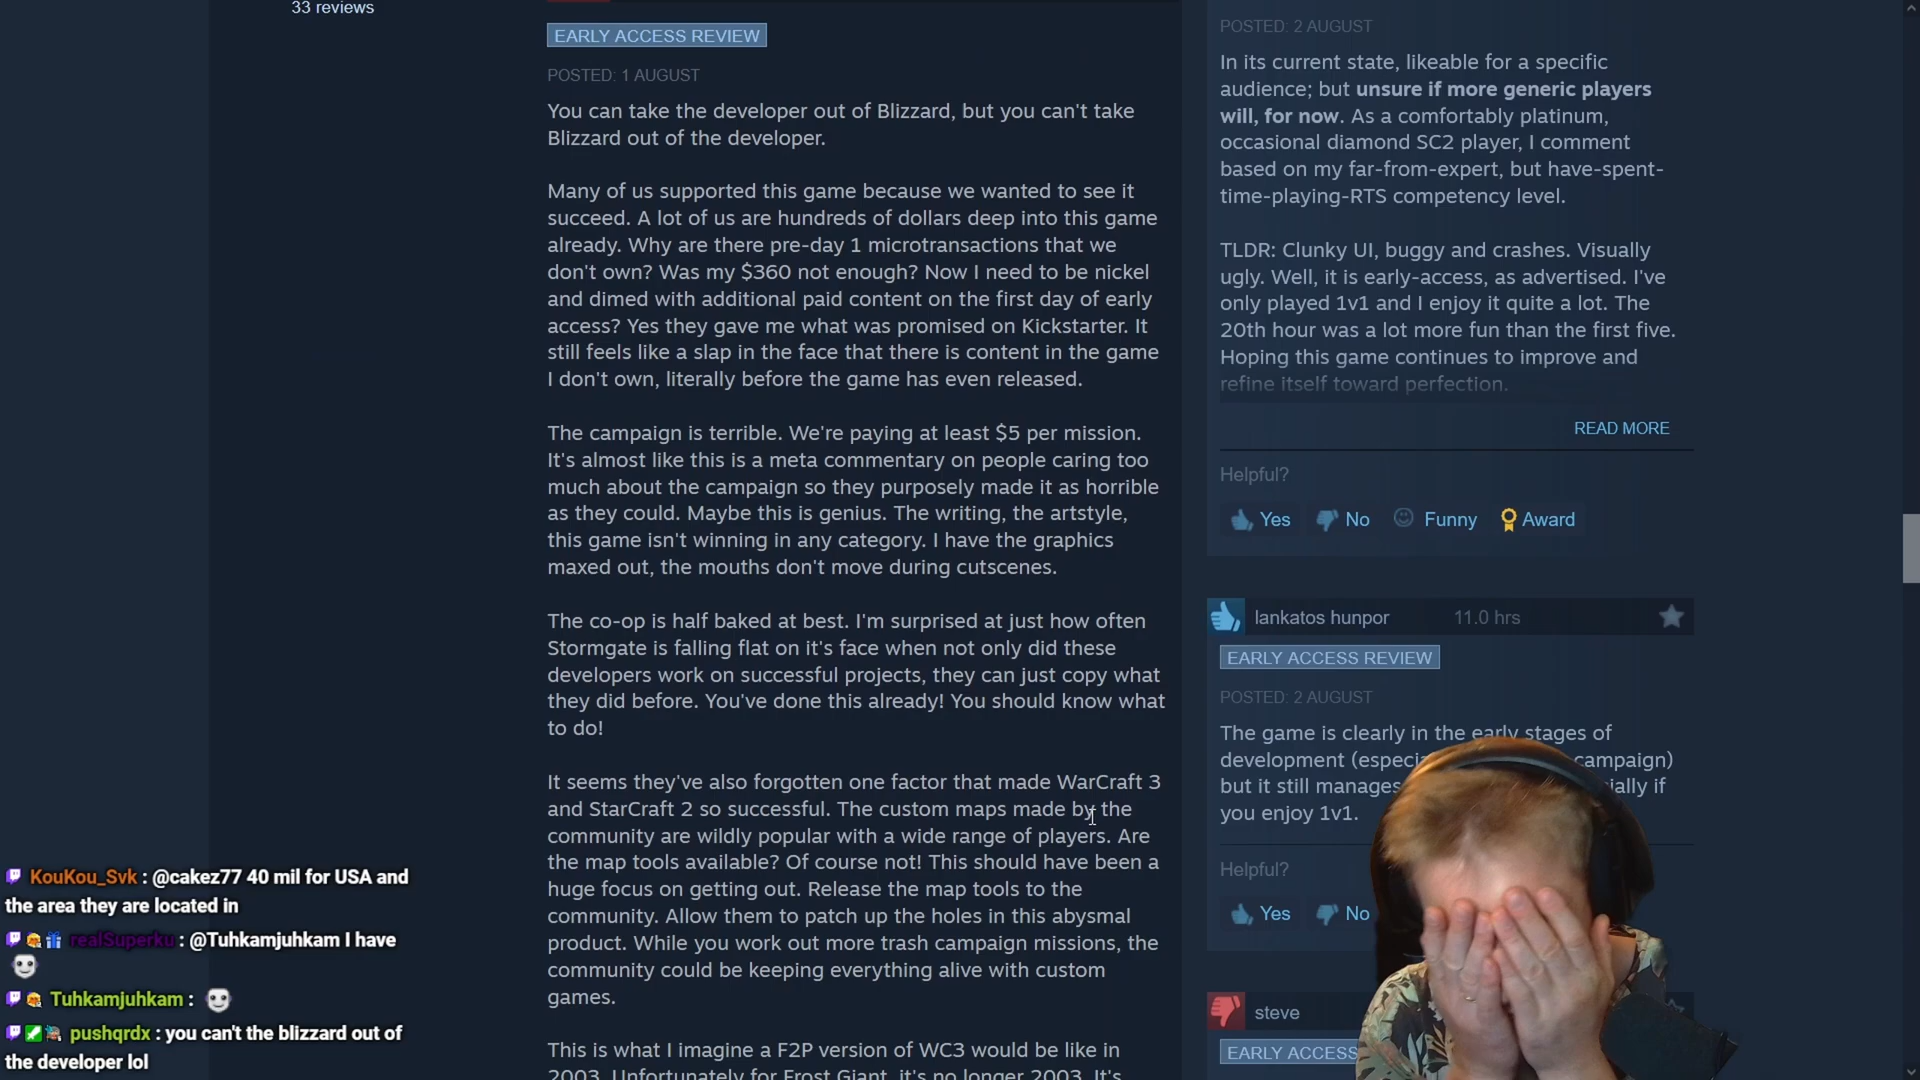 33 reviews
EARLY ACCESS REVIEW
POSTED: 1 AUGUST
You can take the developer out of Blizzard, but you can't take
Blizzard out of the developer.
Many of us supported this game because we wanted to see it
succeed. A lot of us are hundreds of dollars deep into this game
already. Why are there pre-day 1 microtransactions that we
don't own? Was my $360 not enough? Now I need to be nickel
and dimed with additional paid content on the first day of early
access? Yes they gave me what was promised on Kickstarter. It
still feels like a slap in the face that there is content in the game
I don't own, literally before the game has even released.
The campaign is terrible. We're paying at least $5 per mission.
It's almost like this is a meta commentary on people caring too
much about the campaign so they purposely made it as horrible
as they could. Maybe this is genius. The writing, the artstyle,
this game isn't winning in any category. I have the graphics
maxed out, the mouths don't move during cutscenes.
The co-op is half baked at best. I'm surprised at just how often
Stormgate is falling flat on it's face when not only did these
developers work on successful projects, they can just copy what
they did before. You've done this already! You should know what
to do!
It seems they've also forgotten one factor that made WarCraft 3
and StarCraft 2 so successful. The custom maps made by the
community are wildly popular with a wide range of players. Are
the map tools available? Of course not! This should have been a
huge focus on getting out. Release the map tools to the
community. Allow them to patch up the holes in this abysmal
product. While you work out more trash campaign missions, the
community could be keeping everything alive with custom
games.
This is what I imagine a F2P version of WC3 would be like in
2003. Unfortunately for Frost Giant, it's no longer 2003. It's
POSTED: 2 AUGUST
In its current state, likeable for a specific
audience; but unsure if more generic players
will, for now. As a comfortably platinum,
occasional diamond SC2 player, I comment
based on my far-from-expert, but have-spent-
time-playing-RTS competency level.
TLDR: Clunky UI, buggy and crashes. Visually
ugly. Well, it is early-access, as advertised. I've
only played 1v1 and I enjoy it quite a lot. The
20th hour was a lot more fun than the first five.
Hoping this game continues to improve and
refine itself toward perfection.
READ MORE
Helpful?
Yes No Funny Award
lankatos hunpor 11.0 hrs
EARLY ACCESS REVIEW
POSTED: 2 AUGUST
The game is clearly in the early stages of
development campaign)
but it still manages ially if
you enjoy 1v1.
Helpful?
Yes No
steve
EARLY ACCESS
KouKou_Svk : @cakez77 40 mil for USA and
the area they are located in
realSuperku : @Tuhkamjuhkam I have
Tuhkamjuhkam :
pushqrdx : you can't the blizzard out of
the developer lol